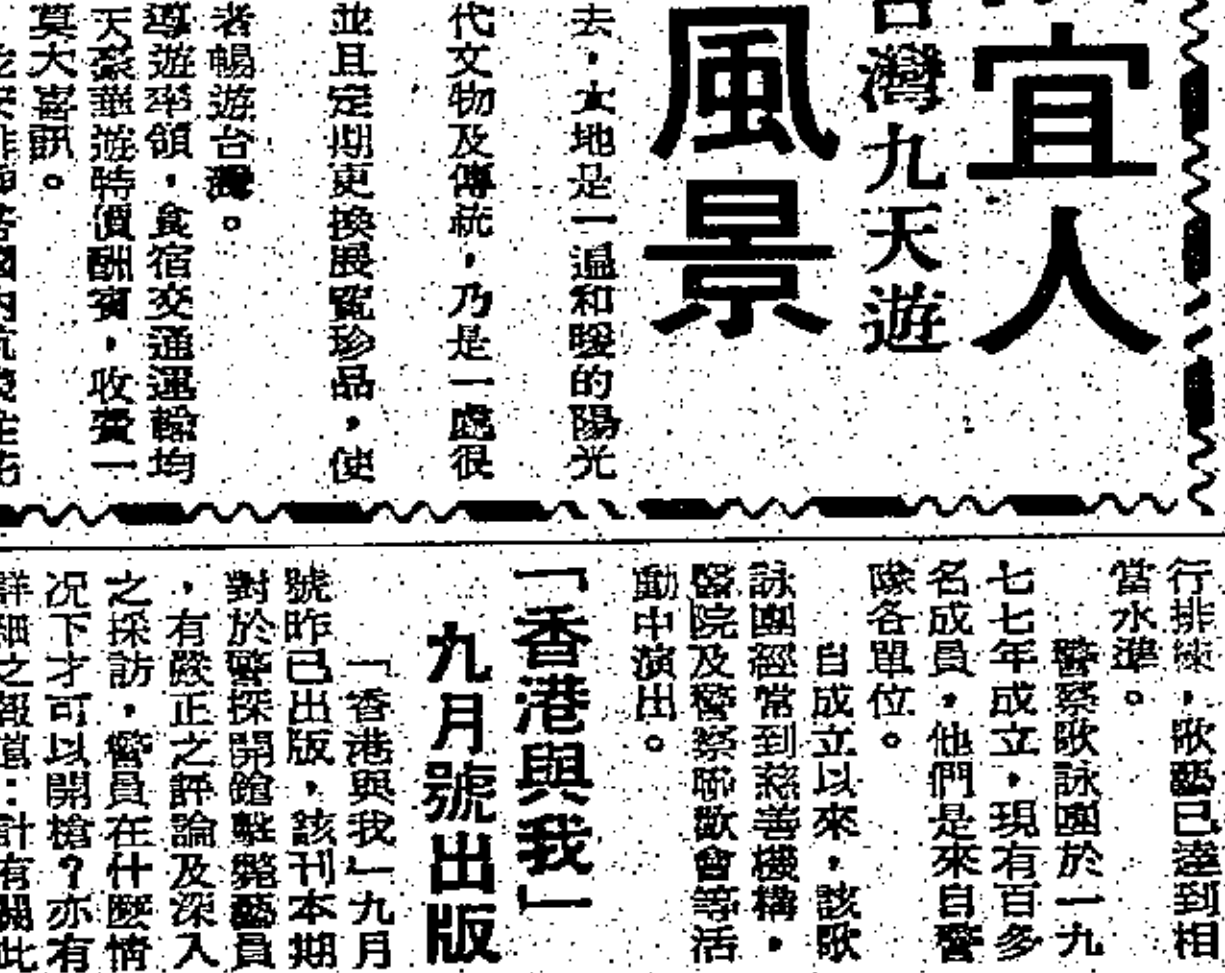 宜人
台灣九天遊
風景
去，大地是一遍和暖的陽光
代文物及傳統，乃是一處很
並且定期更換展覽珍品，使
者暢遊台灣。
導遊率領，食宿交通運輸均
天豪華遊特價酬賓，收費一
莫大喜訊。
行排練，歌藝已達到相
當水準。
警察歌詠團於一九
七七年成立，現有百多
名成員，他們是來自警
隊各單位。
自成立以來，該歌
詠團經常到慈善機構，
醫院及警察聯歡會等活
動中演出。
「香港與我」
九月號出版
「香港與我」九月
號昨已出版，該刊本期
對於警探開鎗擊斃藝員
，有嚴正之評論及深入
之採訪，警員在什麼情
况下才可以開槍？亦有
詳細之報道：計有關此